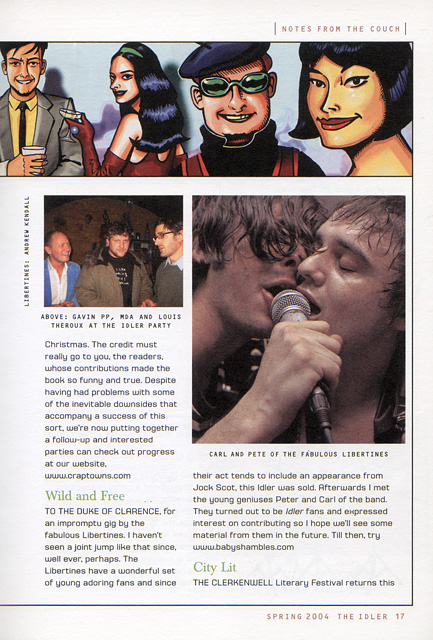 NOTES FROM THE COUCH
LIBERTINES: ANDREW KENDALL
ABOVE: GAVIN PP, MDA AND LOUIS
THEROUX AT THE IDLER PARTY
Christmas. The credit must
really go to you, the readers,
whose contributions made the
book so funny and true. Despite
having had problems with some
of the inevitable downsides that
accompany a success of this
sort, we're now putting together
a follow-up and interested
parties can check out progress
at our website,
www.craptowns.com
Wild and Free
TO THE DUKE OF CLARENCE, for
an impromptu gig by the
fabulous Libertines. I haven't
seen a joint jump like that since,
well ever, perhaps. The
Libertines have a wonderful set
of young adoring fans and since
CARL AND PETE OF THE FABULOUS LIBERTINES
their act tends to include an appearance from
Jock Scot, this Idler was sold. Afterwards I met
the young geniuses Peter and Carl of the band.
They turned out to be Idler fans and expressed
interest on contributing so I hope we'll see some
material from them in the future. Till then, try
www.babyshambles.com
City Lit
THE CLERKENWELL Literary Festival returns this
SPRING 2004 THE IDLER 17